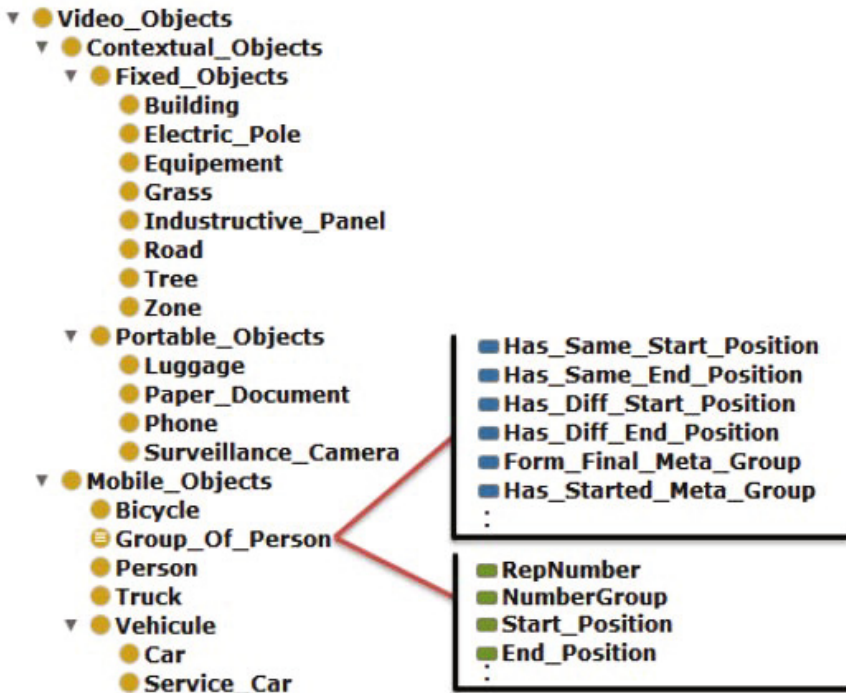 Video_Objects
Contextual_Objects
Fixed_Objects
Building
Electric_Pole
Equipement
Grass
Industructive_Panel
Road
Tree
Zone
Portable_Objects
Luggage
Paper_Document
Phone
Surveillance_Camera
Mobile_Objects
Bicycle
Group_Of_Person
Person
Truck
Vehicule
Car
Service_Car
Has_Same_Start_Position
Has_Same_End_Position
Has_Diff_Start_Position
Has_Diff_End_Position
Form_Final_Meta_Group
Has_Started_Meta_Group
:
RepNumber
NumberGroup
Start_Position
End_Position
: